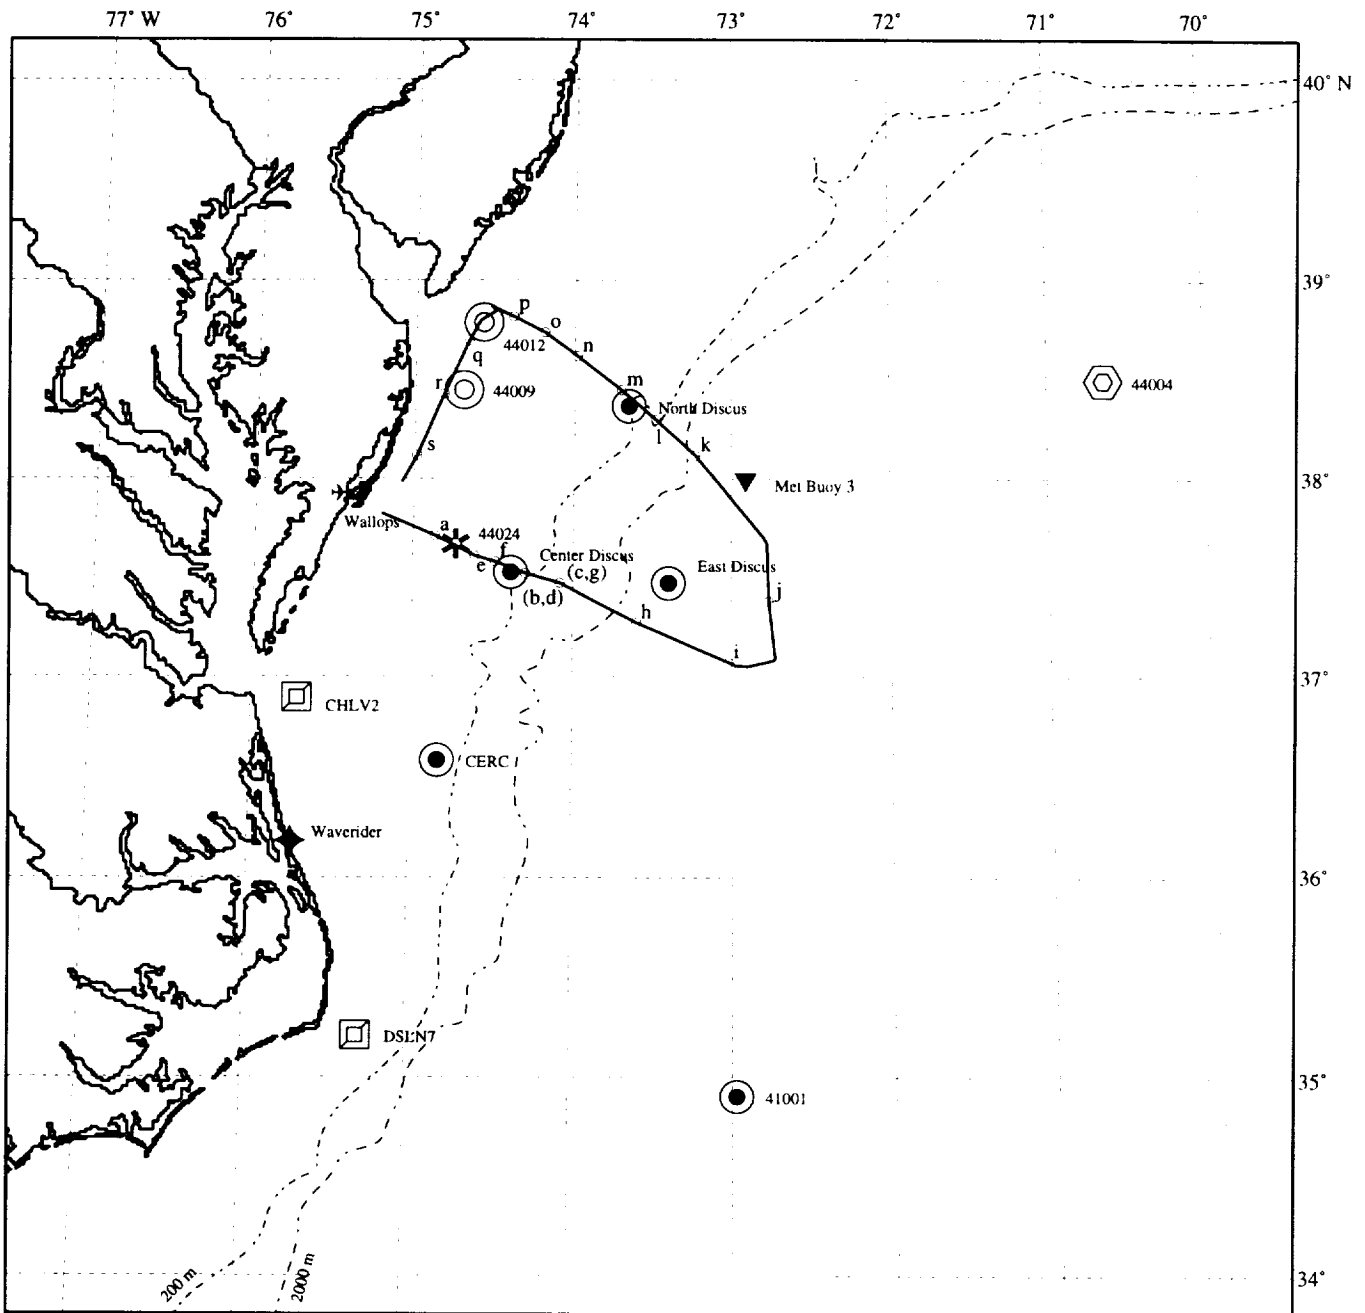 77° W 76° 75° 74° 73° 72° 71° 70°
40° N
39°
p
o
44012
n
q
m
r
44009
44004
North Discus
l
s
k
38°
Met Buoy 3
Wallops
a
44024
f
Center Discus
e
(c,g)
East Discus
(b,d)
j
h
i
37°
CHLV2
CERC
Waverider
36°
DSLN7
35°
41001
200 m
2000 m
34°